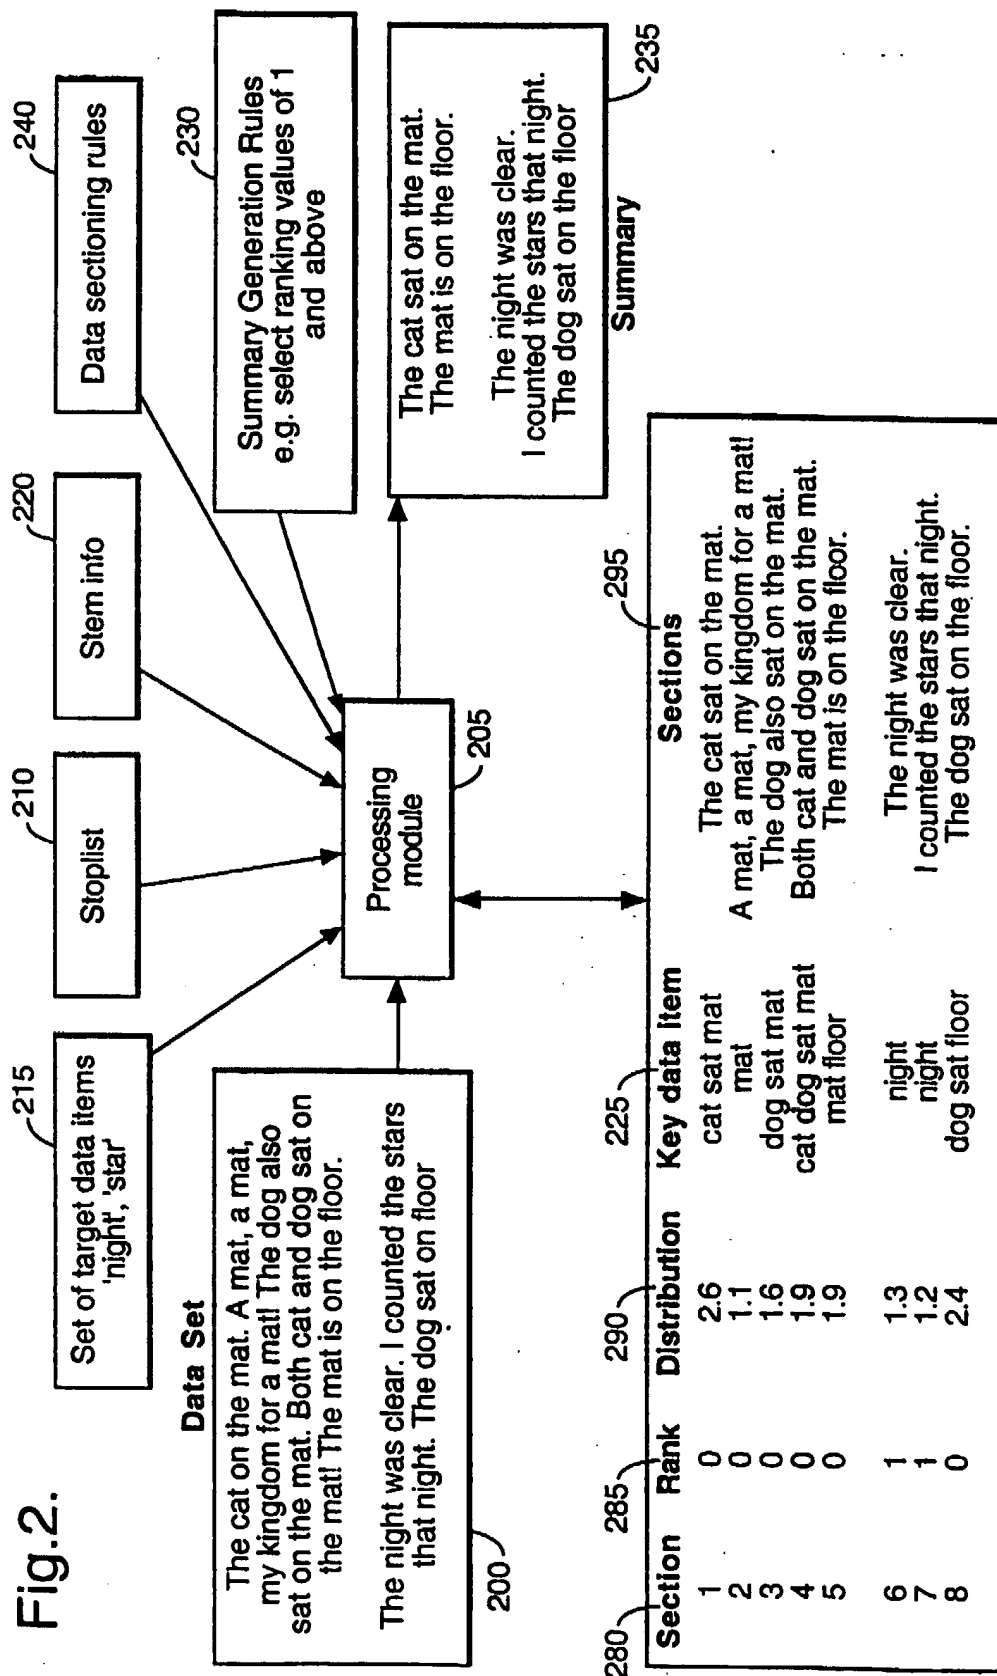 Fig.2.
215
Set of target data items
'night', 'star'
210
Stoplist
220
Stem info
240
Data sectioning rules
230
Summary Generation Rules
e.g. select ranking values of 1
and above
Data Set
The cat on the mat. A mat, a mat,
my kingdom for a mat! The dog also
sat on the mat. Both cat and dog sat on
the mat! The mat is on the floor.
The night was clear. I counted the stars
that night. The dog sat on floor
200
Processing
module
205
The cat sat on the mat.
The mat is on the floor.
The night was clear.
I counted the stars that night.
The dog sat on the floor
235
Summary
280 285 290 225 295
Section Rank Distribution Key data item Sections
1 0 2.6 cat sat mat The cat sat on the mat.
2 0 1.1 mat A mat, a mat, my kingdom for a mat!
3 0 1.6 dog sat mat The dog also sat on the mat.
4 0 1.9 cat dog sat mat Both cat and dog sat on the mat.
5 0 1.9 mat floor The mat is on the floor.
6 1 1.3 night The night was clear.
7 1 1.2 night I counted the stars that night.
8 0 2.4 dog sat floor The dog sat on the floor.